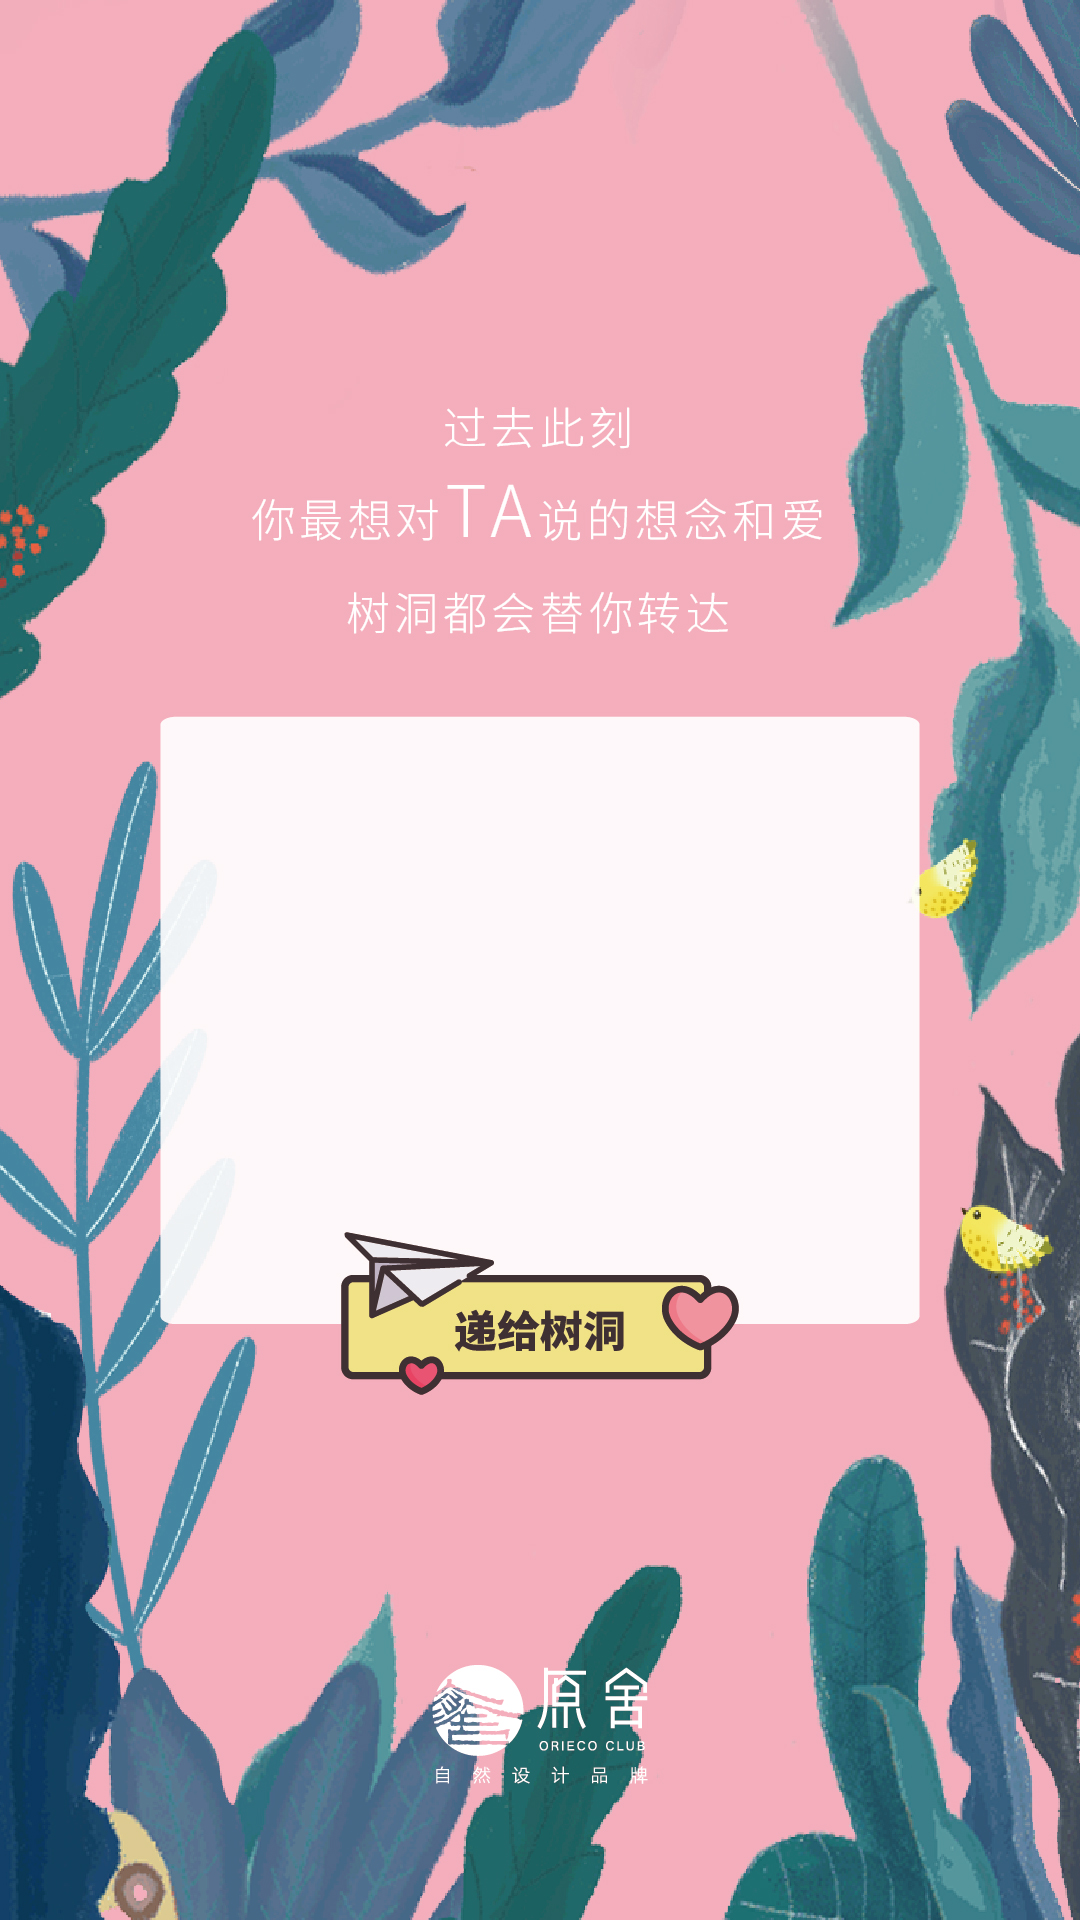 过去此刻
你最想对TA说的想念和爱
树洞都会替你转达
递给树洞
原舍
ORIECO CLUB
自然设计品牌